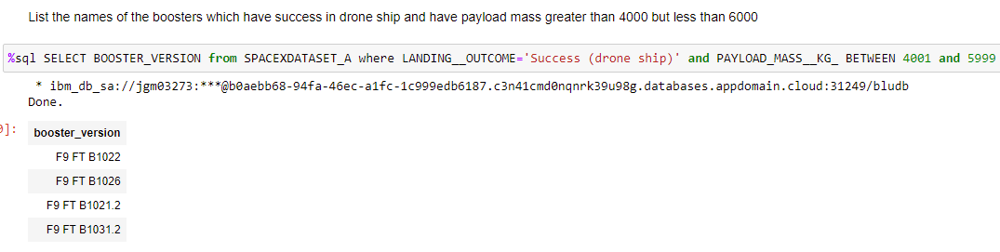 List the names of the boosters which have success in drone ship and have payload mass greater than 4000 but less than 6000
%sql SELECT BOOSTER_VERSION from SPACEXDATASET_A where LANDING__OUTCOME='Success (drone ship)' and PAYLOAD_MASS__KG_ BETWEEN 4001 and 5999
* ibm_db_sa://jgm03273:***@b0aebb68-94fa-46ec-a1fc-1c999edb6187.c3n41cmd0nqnrk39u98g.databases.appdomain.cloud:31249/bludb
Done.
]: booster_version
F9 FT B1022
F9 FT B1026
F9 FT B1021.2
F9 FT B1031.2